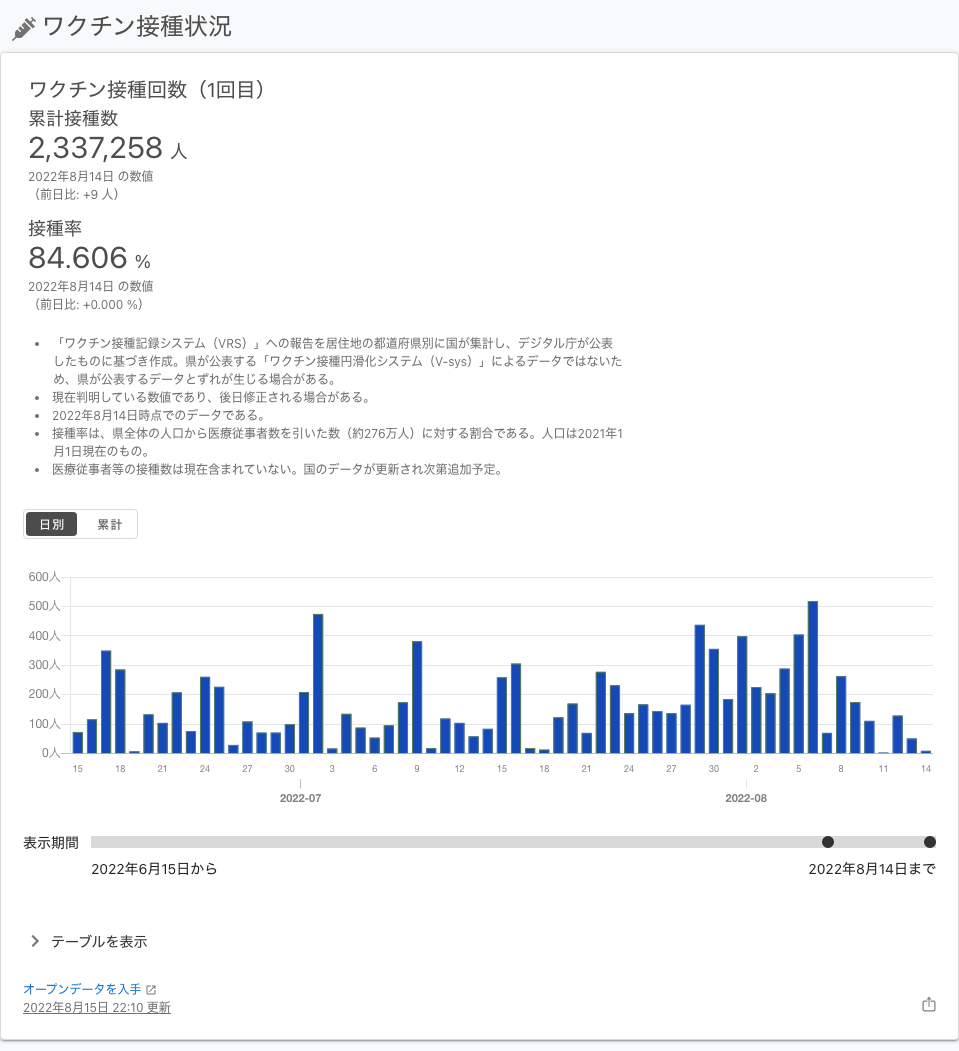 ワクチン接種状況
ワクチン接種回数（1回目）
累計接種数
2,337,258 人
2022年8月14日 の数値
（前日比: +9 人）
接種率
84.606 %
2022年8月14日 の数値
（前日比: +0.000 %）
• 「ワクチン接種記録システム（VRS）」への報告を居住地の都道府県別に国が集計し、デジタル庁が公表
したものに基づき作成。県が公表する「ワクチン接種円滑化システム（V-sys）」によるデータではないた
め、県が公表するデータとずれが生じる場合がある。
• 現在判明している数値であり、後日修正される場合がある。
• 2022年8月14日時点でのデータである。
• 接種率は、県全体の人口から医療従事者数を引いた数（約276万人）に対する割合である。人口は2021年1
月1日現在のもの。
• 医療従事者等の接種数は現在含まれていない。国のデータが更新され次第追加予定。
日別 累計
600人
500人
400人
300人
200人
100人
0人
15 18 21 24 27 30 3 6 9 12 15 18 21 24 27 30 2 5 8 11 14
2022-07 2022-08
表示期間
2022年6月15日から 2022年8月14日まで
テーブルを表示
オープンデータを入手
2022年8月15日 22:10 更新